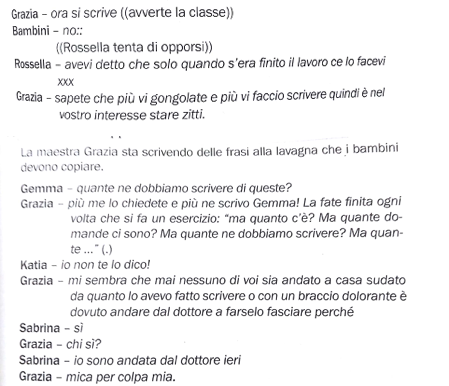 Grazia – ora si scrive ((avverte la classe))
Bambini – no::
((Rossella tenta di opporsi))
Rossella – avevi detto che solo quando s'era finito il lavoro ce lo facevi
xxx
Grazia – sapete che più vi gongolate e più vi faccio scrivere quindi è nel
vostro interesse stare zitti.
. .
La maestra Grazia sta scrivendo delle frasi alla lavagna che i bambini
devono copiare.
Gemma – quante ne dobbiamo scrivere di queste?
Grazia – più me lo chiedete e più ne scrivo Gemma! La fate finita ogni
volta che si fa un esercizio: "ma quanto c'è? Ma quante do-
mande ci sono? Ma quante ne dobbiamo scrivere? Ma quan-
te ..." (.)
Katia – io non te lo dico!
Grazia – mi sembra che mai nessuno di voi sia andato a casa sudato
da quanto lo avevo fatto scrivere o con un braccio dolorante è
dovuto andare dal dottore a farselo fasciare perché
Sabrina – sì
Grazia – chi sì?
Sabrina – io sono andata dal dottore ieri
Grazia – mica per colpa mia.